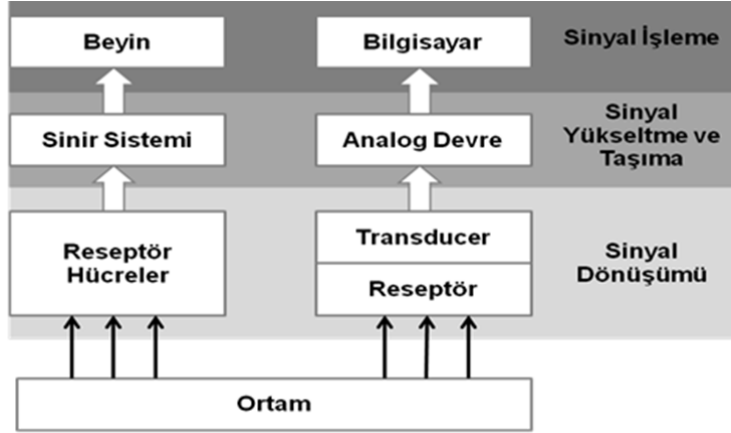 Beyin
Bilgisayar
Sinyal İşleme
Sinir Sistemi
Analog Devre
Sinyal
Yükseltme ve
Taşıma
Reseptör
Hücreler
Transducer
Reseptör
Sinyal
Dönüşümü
Ortam